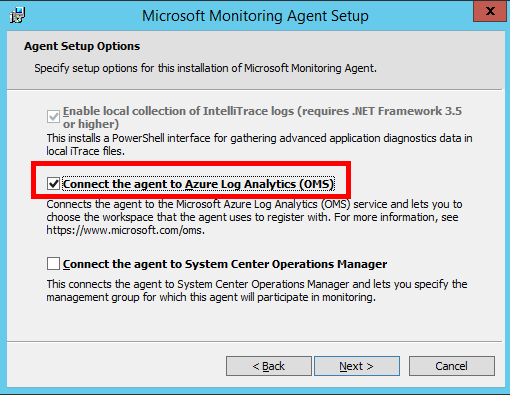 Microsoft Monitoring Agent Setup
X
Agent Setup Options
Specify setup options for this installation of Microsoft Monitoring Agent.
Enable local collection of IntelliTrace logs (requires .NET Framework 3.5
or higher)
This installs a PowerShell interface for gathering advanced application diagnostics data in
local iTrace files.
Connect the agent to Azure Log Analytics (OMS)
Connects the agent to the Microsoft Azure Log Analytics (OMS) service and lets you to
choose the workspace that the agent uses to register with. For more information, see
https://www.microsoft.com/oms.
Connect the agent to System Center Operations Manager
This connects the agent to System Center Operations Manager and lets you specify the
management group for which this agent will participate in monitoring.
< Back
Next >
Cancel